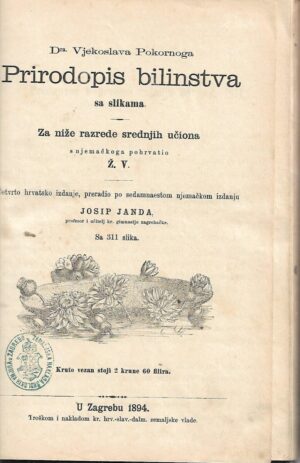 Dra. Vjekoslava Pokornoga
Prirodopis bilinstva
sa slikama.
Za niže razrede srednjih učiona
s njemačkoga pohrvatio
Ž. V.
četvrto hrvatsko izdanje, preradio po sedamnaestom njemačkom izdanju
JOSIP JANDA,
profesor i učitelj kr. gimnazije zagrebačke.
Sa 311 slika.
Kruto vezan stoji 2 krune 60 filira.
U Zagrebu 1894.
Troškom i nakladom kr. hrv.-slav.-dalm. zemaljske vlade.